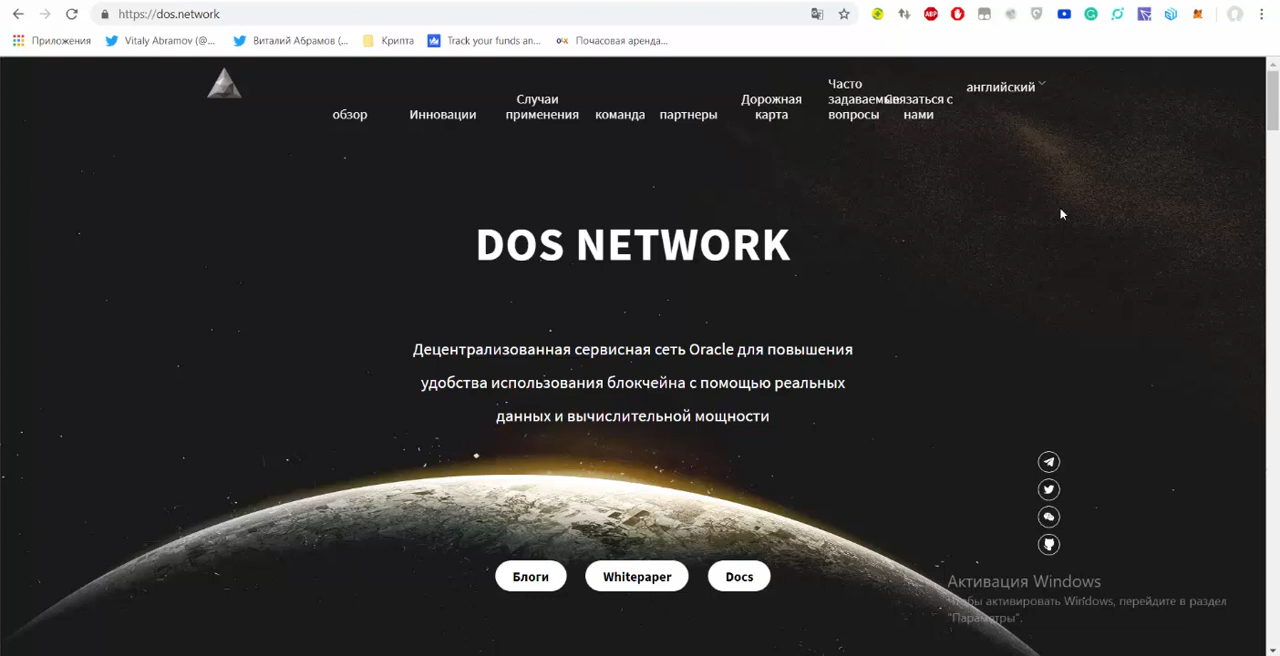 https://dos.network
Приложения
Vitaly Abramov (@...
Виталий Абрамов (...
Крипта
Track your funds an...
Почасовая аренда...
обзор
Инновации
Случаи
применения
команда
партнеры
Дорожная
карта
Часто
задаваемые
вопросы
Связаться с
нами
английский
DOS NETWORK
Децентрализованная сервисная сеть Oracle для повышения
удобства использования блокчейна с помощью реальных
данных и вычислительной мощности
Блоги
Whitepaper
Docs
Активация Windows
Чтобы активировать Windows, перейдите в раздел
"Параметры".